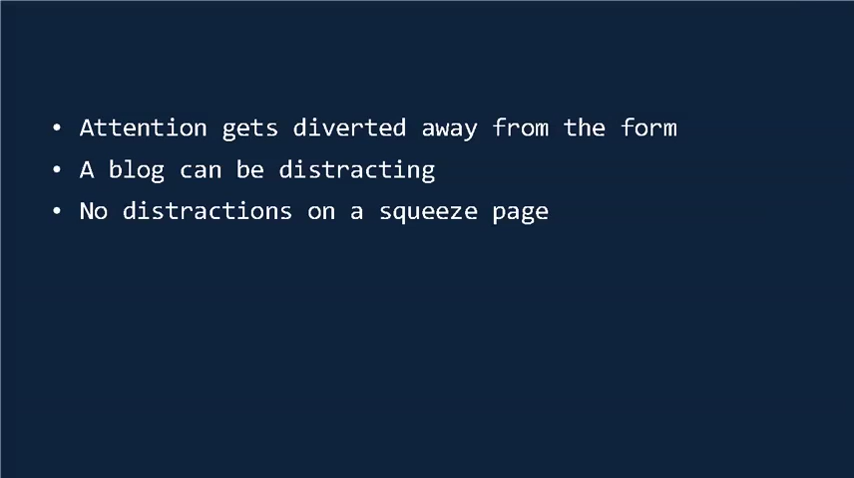 • Attention gets diverted away from the form
• A blog can be distracting
• No distractions on a squeeze page